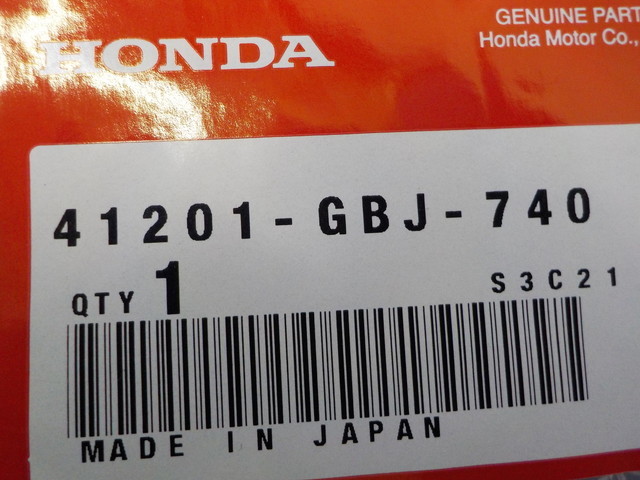 HONDA
GENUINE PART
Honda Motor Co.,
41201-GBJ-740
QTY 1
S3C21
MADE IN JAPAN